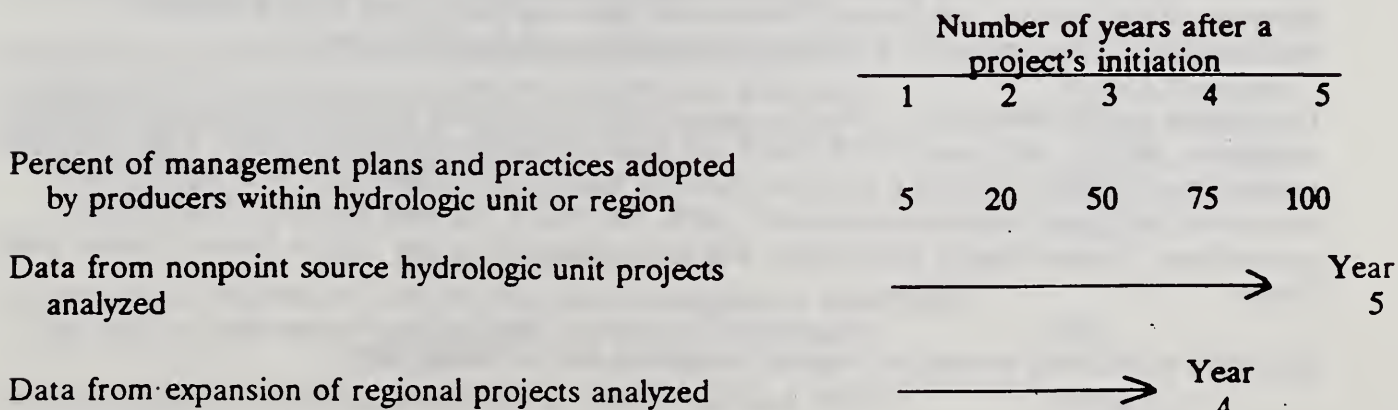 Number of years after a
project's initiation
1 2 3 4 5
Percent of management plans and practices adopted
by producers within hydrologic unit or region 5 20 50 75 100
Data from nonpoint source hydrologic unit projects
analyzed
Year
5
Data from expansion of regional projects analyzed
Year
4